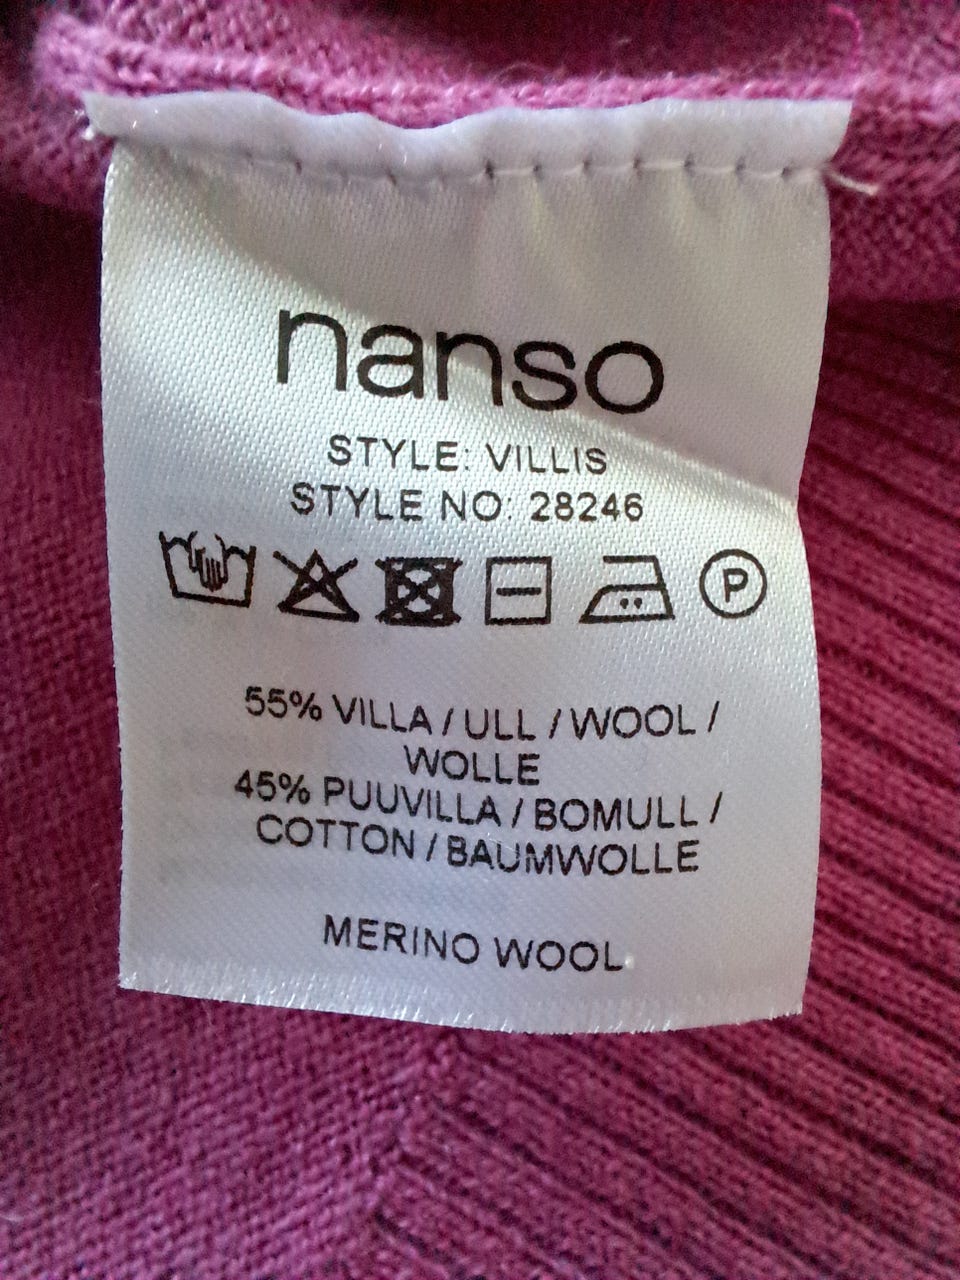 nanso
STYLE: VILLIS
STYLE NO: 28246
P
55% VILLA / ULL / WOOL /
WOLLE
45% PUUVILLA / BOMULL /
COTTON / BAUMWOLLE
MERINO WOOL